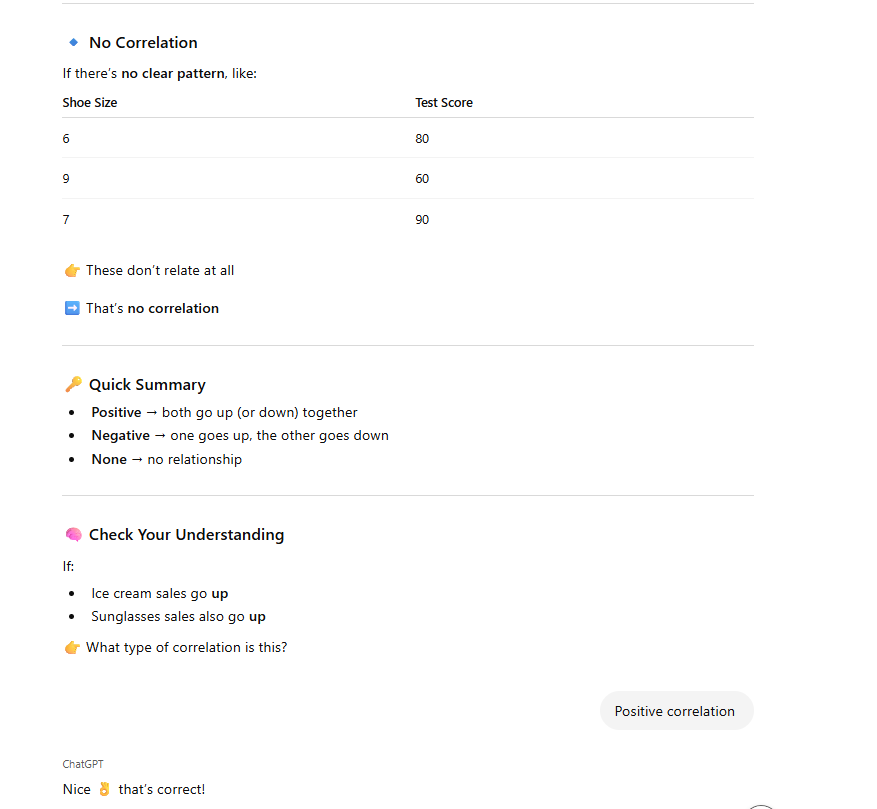 No Correlation
If there's no clear pattern, like:
Shoe Size Test Score
6 80
9 60
7 90
👉 These don't relate at all
➡️ That's no correlation
🔑 Quick Summary
• Positive → both go up (or down) together
• Negative → one goes up, the other goes down
• None → no relationship
🧠 Check Your Understanding
If:
• Ice cream sales go up
• Sunglasses sales also go up
👉 What type of correlation is this?
Positive correlation
ChatGPT
Nice 👌 that's correct!